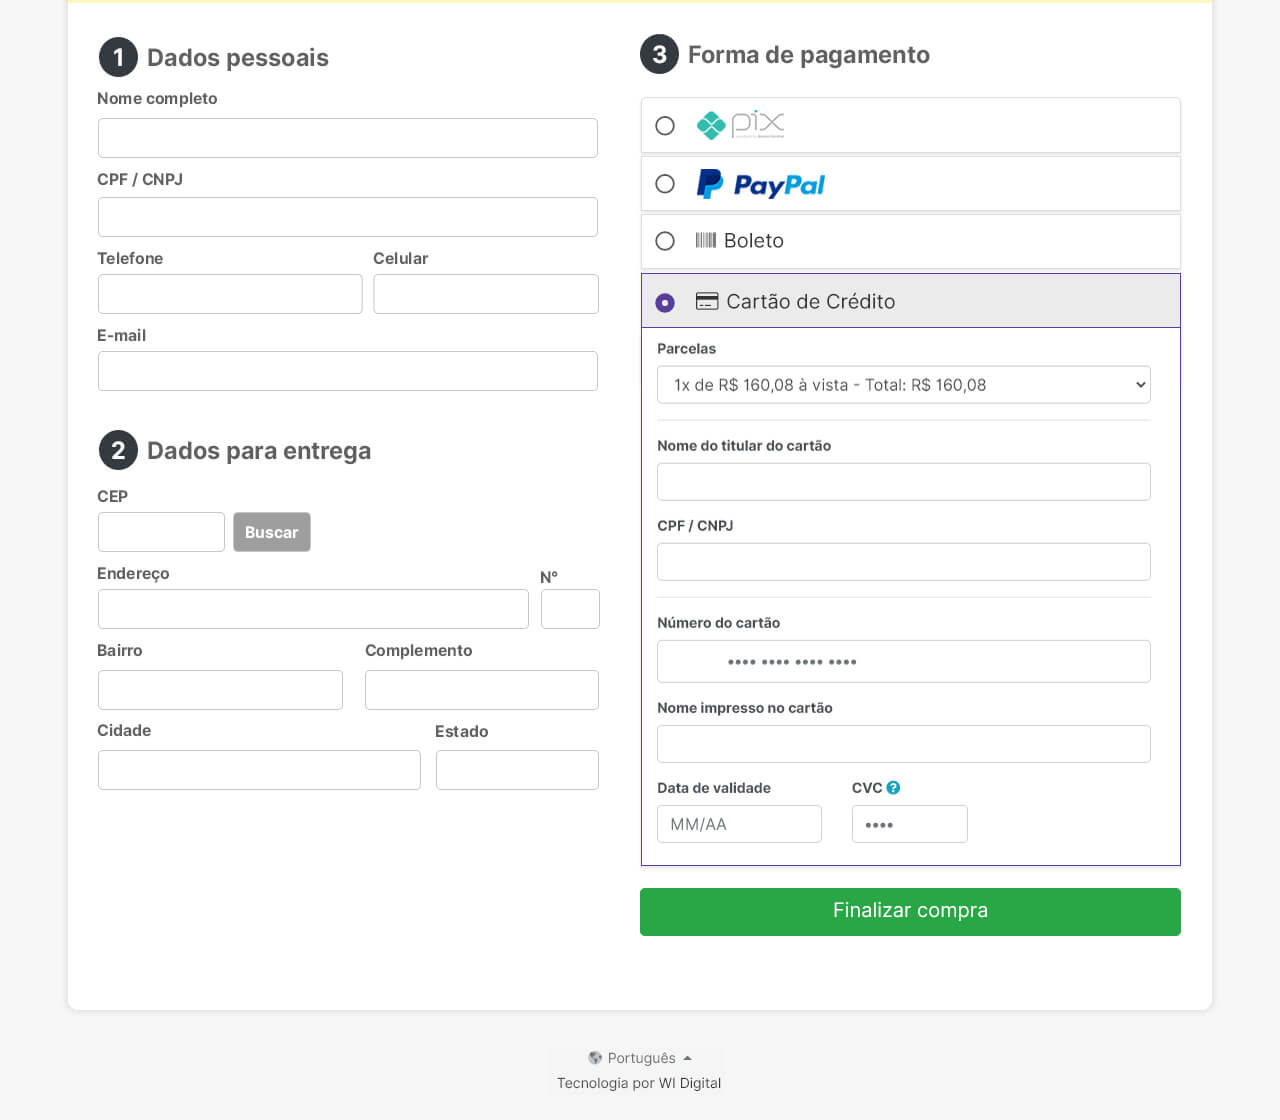 1 Dados pessoais
Nome completo
CPF / CNPJ
Telefone Celular
E-mail
2 Dados para entrega
CEP
Buscar
Endereço Nº
Bairro Complemento
Cidade Estado
3 Forma de pagamento
pix
PayPal
Boleto
Cartão de Crédito
Parcelas
1x de R$ 160,08 à vista - Total: R$ 160,08
Nome do titular do cartão
CPF / CNPJ
Número do cartão
•••• •••• •••• ••••
Nome impresso no cartão
Data de validade CVC ?
MM/AA ••••
Finalizar compra
Português
Tecnologia por WI Digital